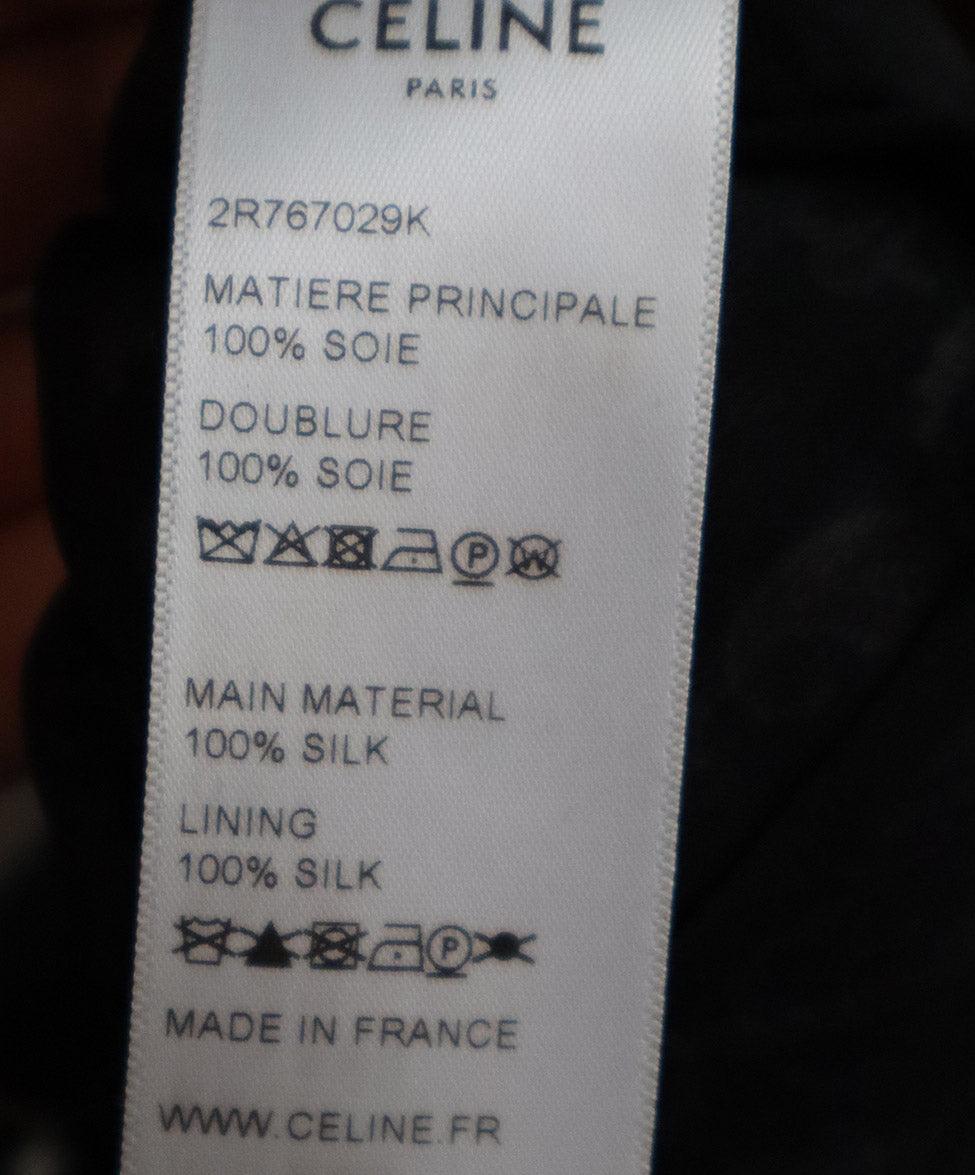 CELINE
PARIS
2R767029K
MATIERE PRINCIPALE
100% SOIE
DOUBLURE
100% SOIE
P W
MAIN MATERIAL
100% SILK
LINING
100% SILK
P
MADE IN FRANCE
WWW.CELINE.FR